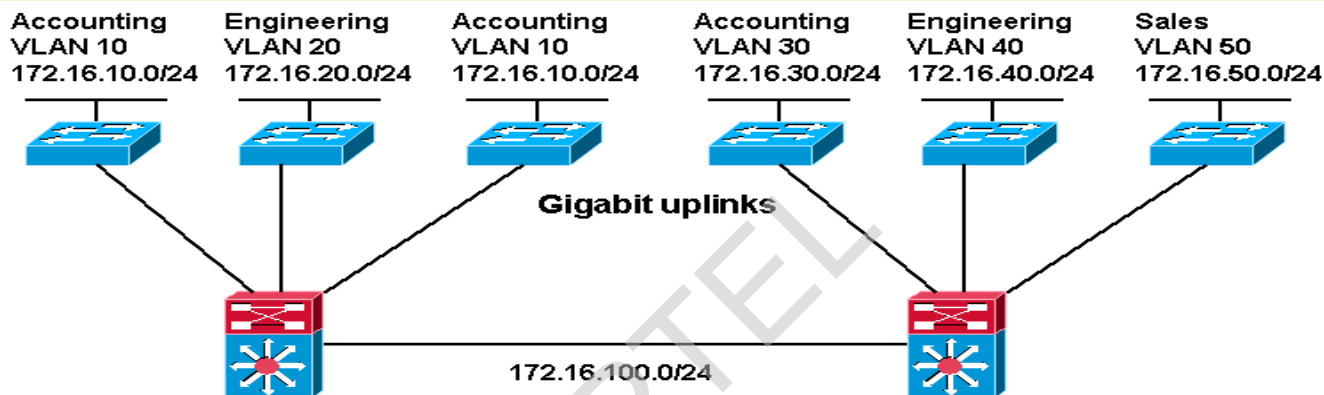 Accounting
VLAN 10
172.16.10.0/24
Engineering
VLAN 20
172.16.20.0/24
Accounting
VLAN 10
172.16.10.0/24
Accounting
VLAN 30
172.16.30.0/24
Engineering
VLAN 40
172.16.40.0/24
Sales
VLAN 50
172.16.50.0/24
Gigabit uplinks
172.16.100.0/24